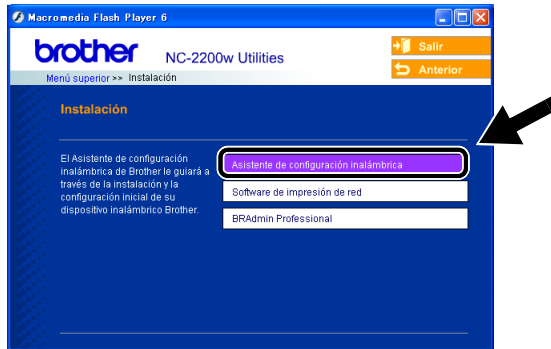 Macromedia Flash Player 6
brother
NC-2200w Utilities
Salir
Anterior
Menú superior >> Instalación
Instalación
El Asistente de configuración
inalámbrica de Brother le guiará a
través de la instalación y la
configuración inicial de su
dispositivo inalámbrico Brother.
Asistente de configuración inalámbrica
Software de impresión de red
BRAdmin Professional